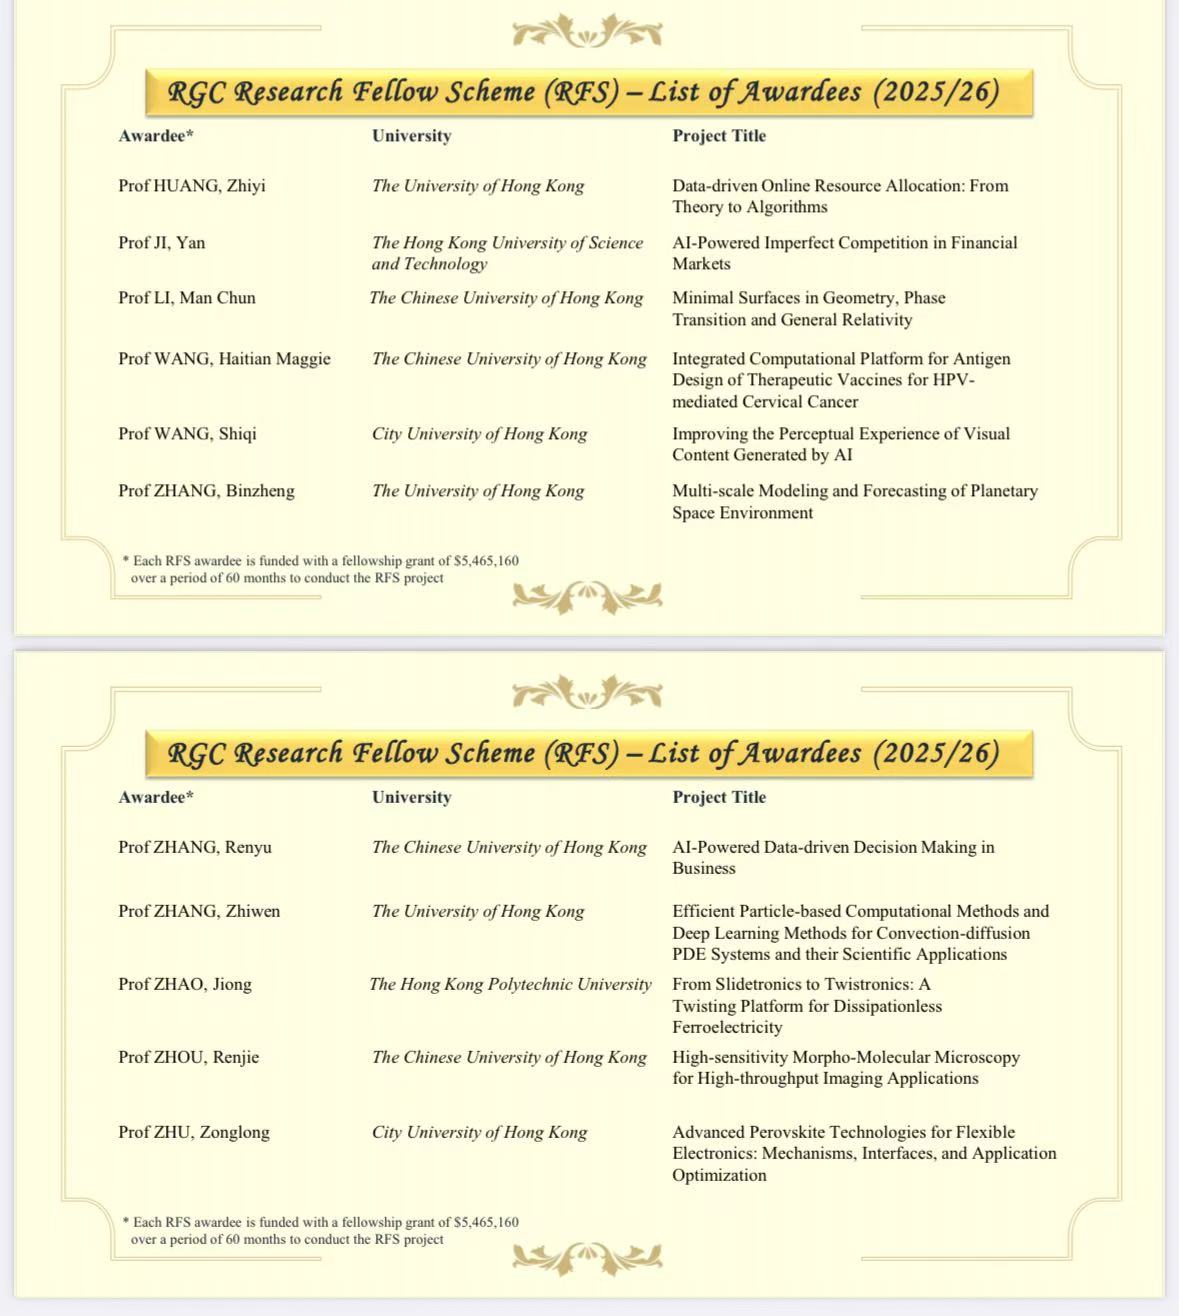 RGC Research Fellow Scheme (RFS) – List of Awardees (2025/26)
Awardee* University Project Title
Prof HUANG, Zhiyi The University of Hong Kong Data-driven Online Resource Allocation: From
Theory to Algorithms
Prof JI, Yan The Hong Kong University of Science AI-Powered Imperfect Competition in Financial
and Technology Markets
Prof LI, Man Chun The Chinese University of Hong Kong Minimal Surfaces in Geometry, Phase
Transition and General Relativity
Prof WANG, Haitian Maggie The Chinese University of Hong Kong Integrated Computational Platform for Antigen
Design of Therapeutic Vaccines for HPV-
mediated Cervical Cancer
Prof WANG, Shiqi City University of Hong Kong Improving the Perceptual Experience of Visual
Content Generated by AI
Prof ZHANG, Binzheng The University of Hong Kong Multi-scale Modeling and Forecasting of Planetary
Space Environment
* Each RFS awardee is funded with a fellowship grant of $5,465,160
over a period of 60 months to conduct the RFS project
RGC Research Fellow Scheme (RFS) – List of Awardees (2025/26)
Awardee* University Project Title
Prof ZHANG, Renyu The Chinese University of Hong Kong AI-Powered Data-driven Decision Making in
Business
Prof ZHANG, Zhiwen The University of Hong Kong Efficient Particle-based Computational Methods and
Deep Learning Methods for Convection-diffusion
PDE Systems and their Scientific Applications
Prof ZHAO, Jiong The Hong Kong Polytechnic University From Slidetronics to Twistronics: A
Twisting Platform for Dissipationless
Ferroelectricity
Prof ZHOU, Renjie The Chinese University of Hong Kong High-sensitivity Morpho-Molecular Microscopy
for High-throughput Imaging Applications
Prof ZHU, Zonglong City University of Hong Kong Advanced Perovskite Technologies for Flexible
Electronics: Mechanisms, Interfaces, and Application
Optimization
* Each RFS awardee is funded with a fellowship grant of $5,465,160
over a period of 60 months to conduct the RFS project